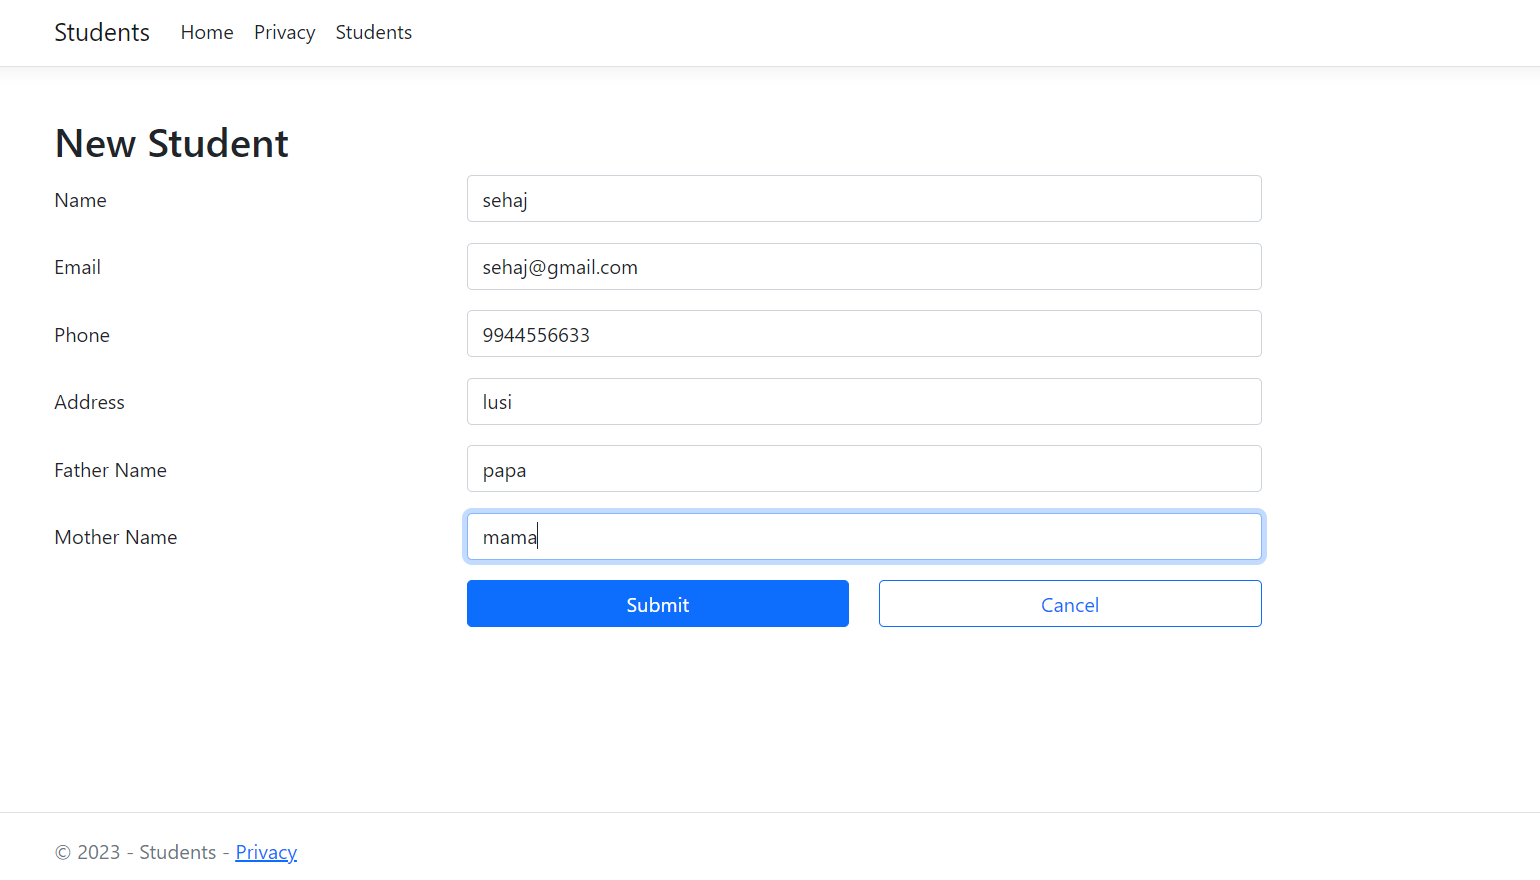 Students Home Privacy Students
New Student
Name sehaj
Email sehaj@gmail.com
Phone 9944556633
Address lusi
Father Name papa
Mother Name mama
Submit Cancel
© 2023 - Students - Privacy